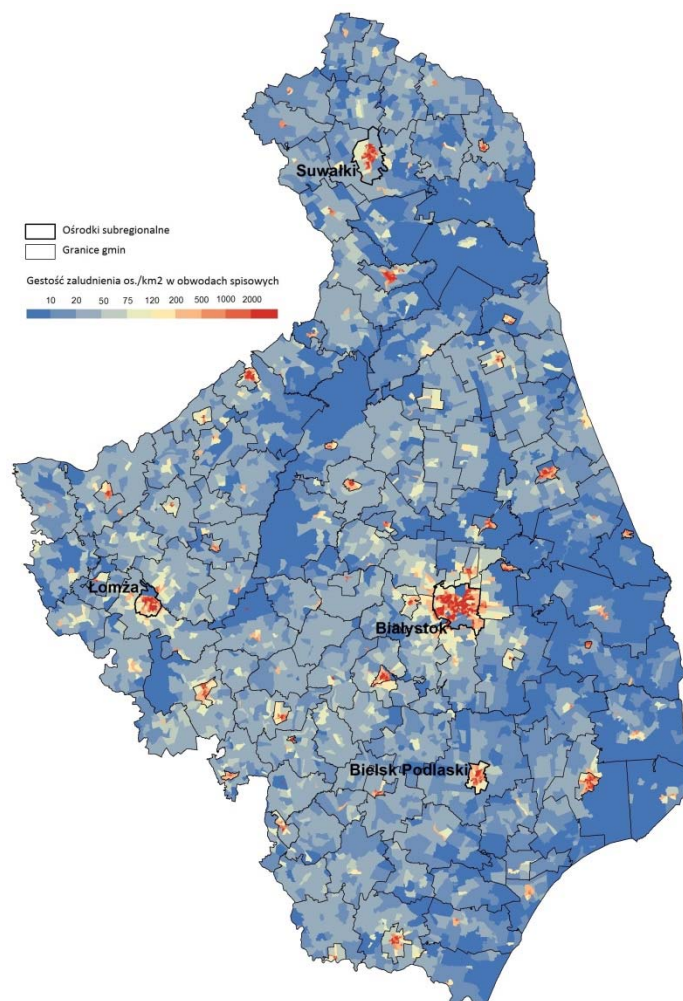 Suwałki
Ośrodki subregionalne
Granice gmin
Gestość zaludnienia os./km2 w obwodach spisowych
10 20 50 75 120 200 500 1000 2000
Łomża
Białystok
Bielsk Podlaski